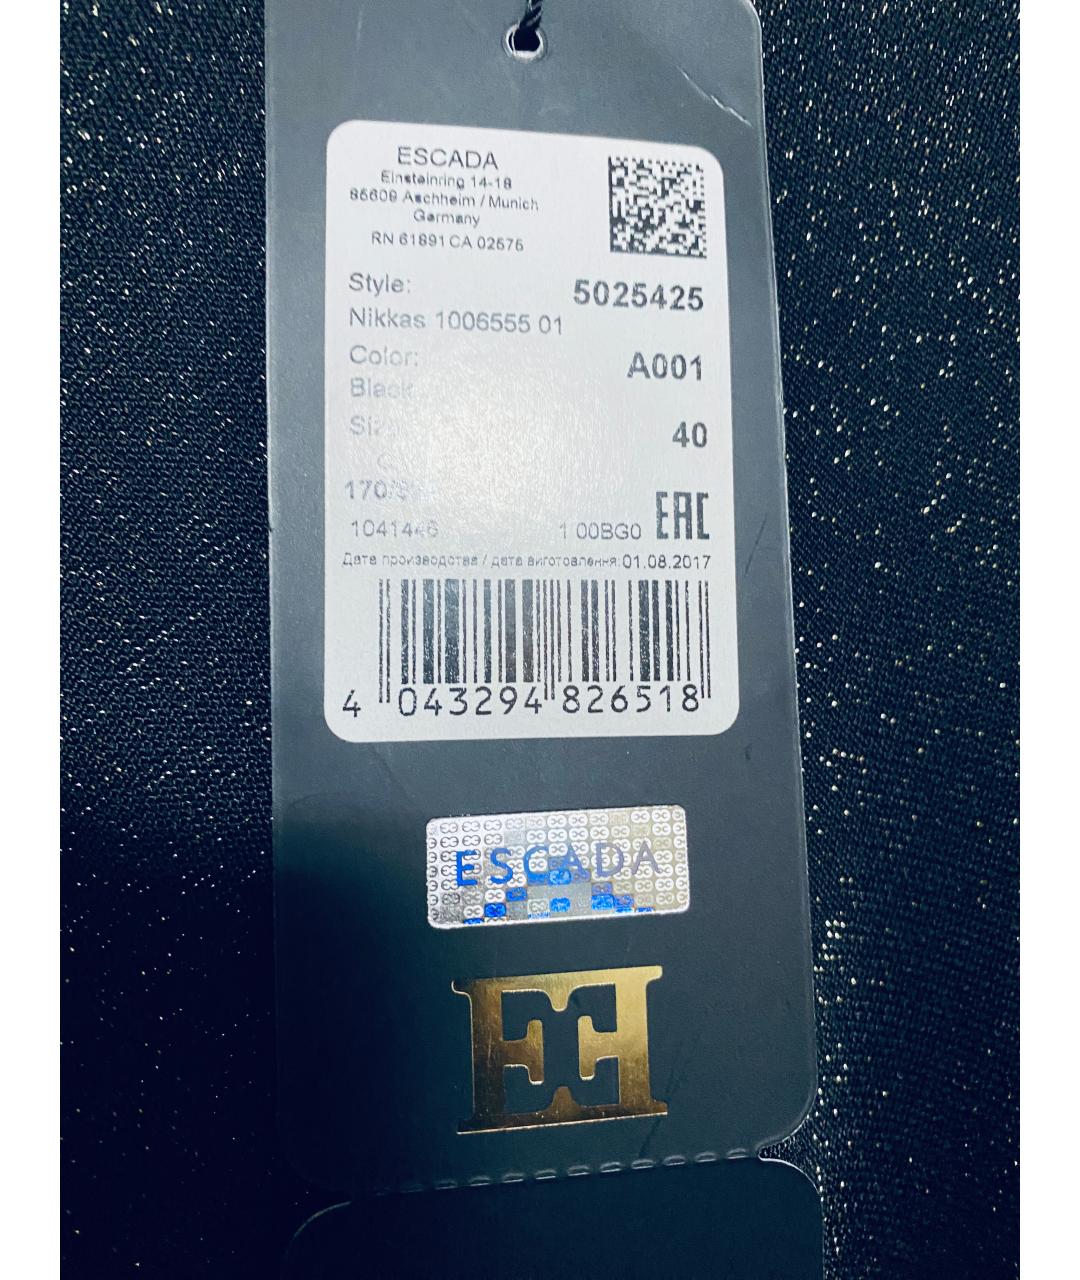 ESCADA
Einsteinring 14-18
85609 Aschheim / Munich
Germany
RN 61891 CA 02575
Style: 5025425
Nikkas 1006555 01
Color: A001
Black
Size 40
1 00BG0 EAC
Дата производства / дата виготовлення: 01.08.2017
4 043294 826518
ESCADA